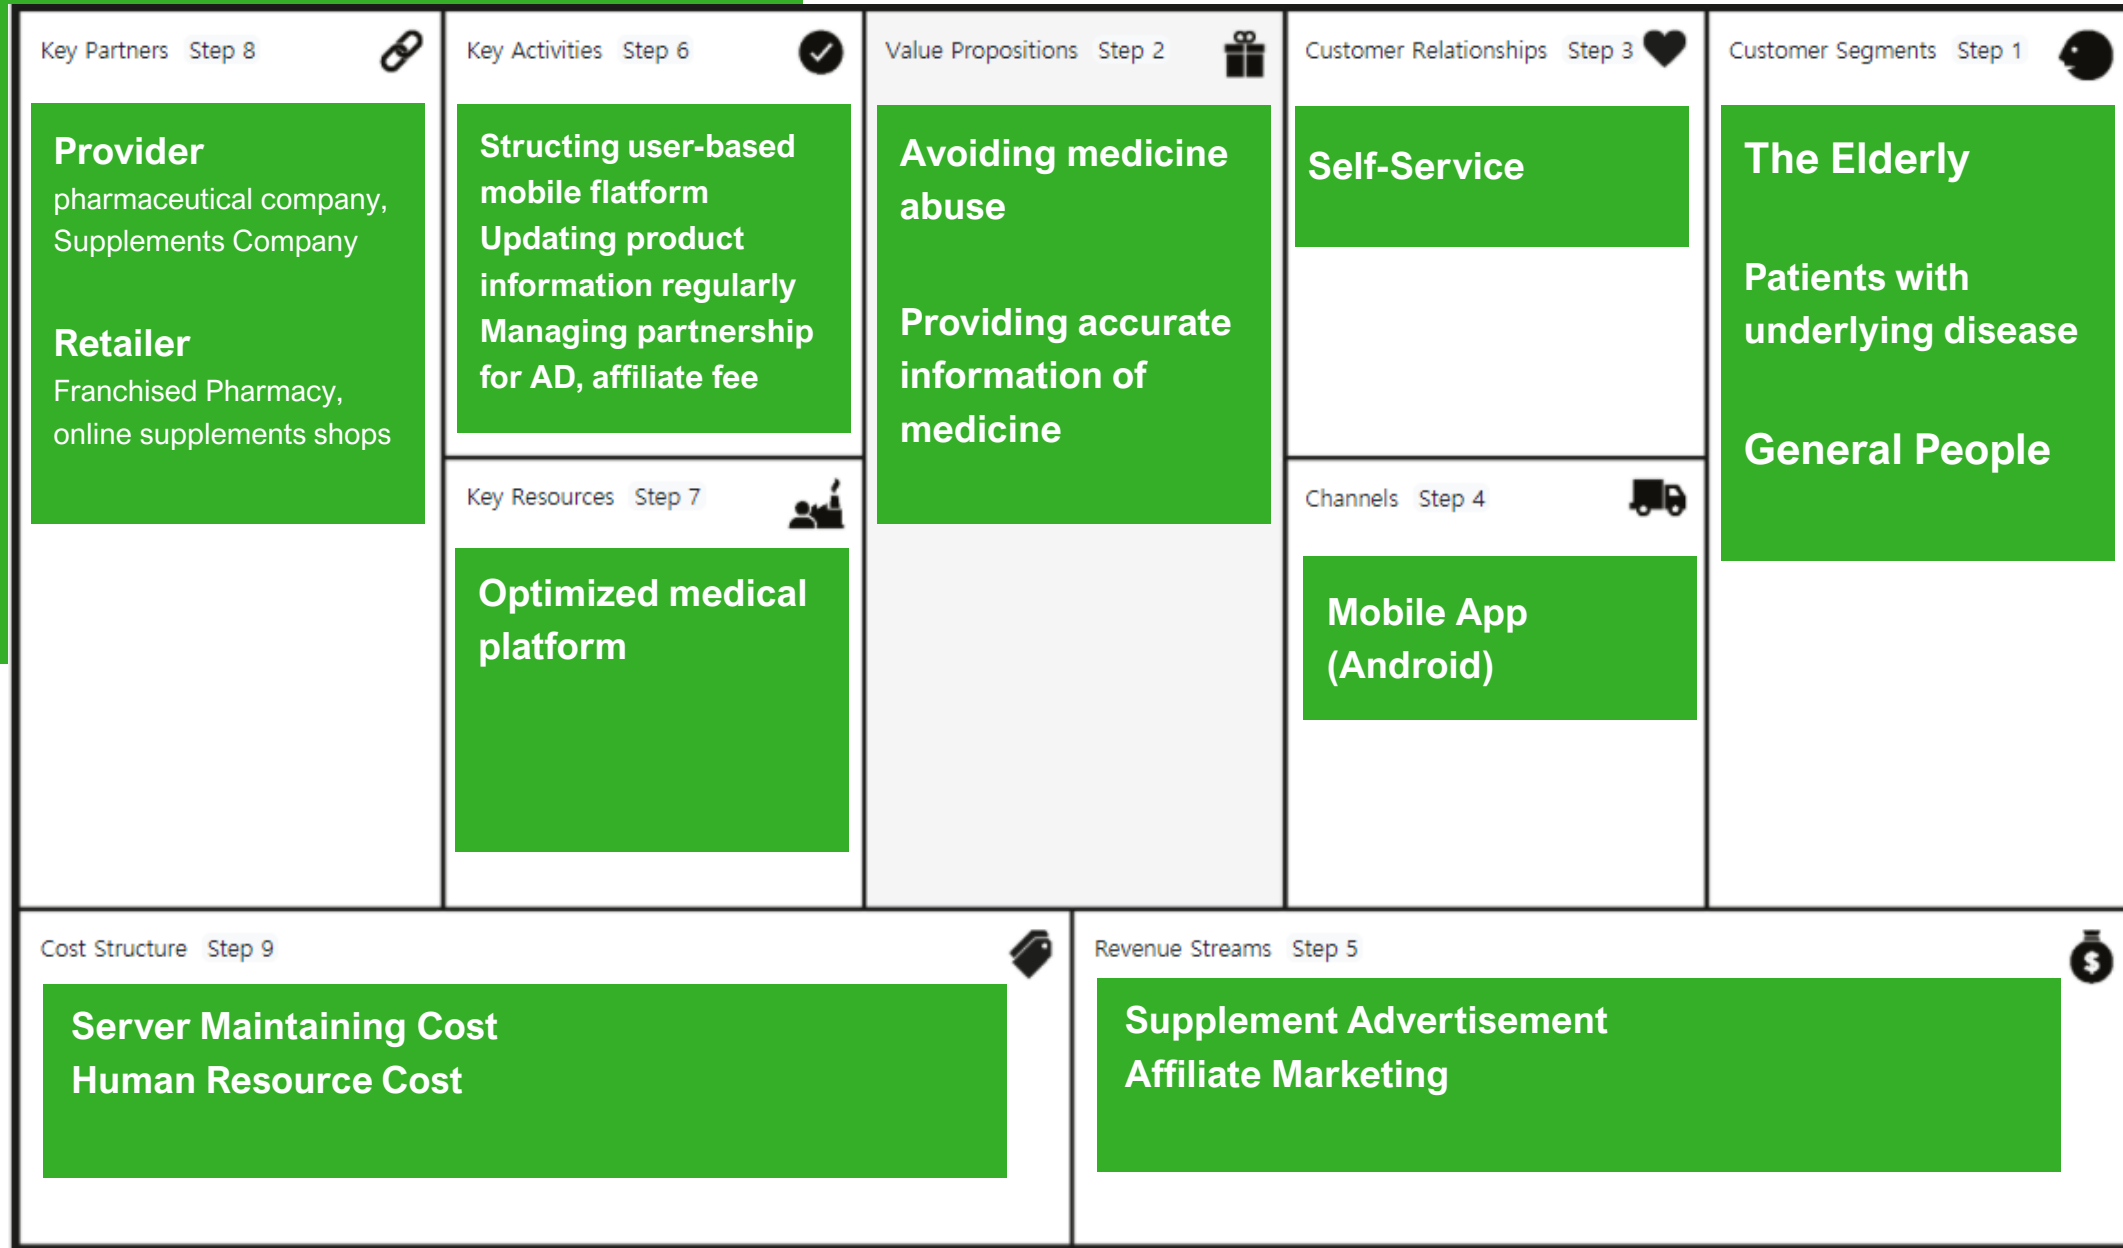 Key Partners Step 8
Provider
pharmaceutical company,
Supplements Company
Retailer
Franchised Pharmacy,
online supplements shops
Key Activities Step 6
Structing user-based
mobile flatform
Updating product
information regularly
Managing partnership
for AD, affiliate fee
Key Resources Step 7
Optimized medical
platform
Value Propositions Step 2
Avoiding medicine
abuse
Providing accurate
information of
medicine
Customer Relationships Step 3
Self-Service
Channels Step 4
Mobile App
(Android)
Customer Segments Step 1
The Elderly
Patients with
underlying disease
General People
Cost Structure Step 9
Server Maintaining Cost
Human Resource Cost
Revenue Streams Step 5
$
Supplement Advertisement
Affiliate Marketing